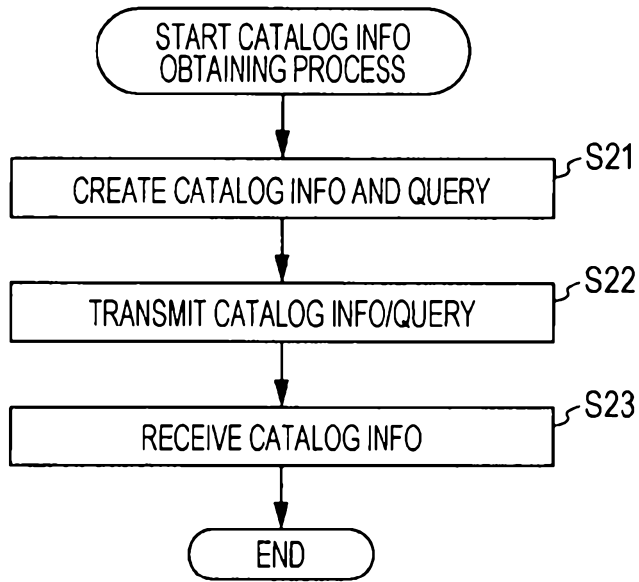 START CATALOG INFO
OBTAINING PROCESS
S21
CREATE CATALOG INFO AND QUERY
S22
TRANSMIT CATALOG INFO/QUERY
S23
RECEIVE CATALOG INFO
END